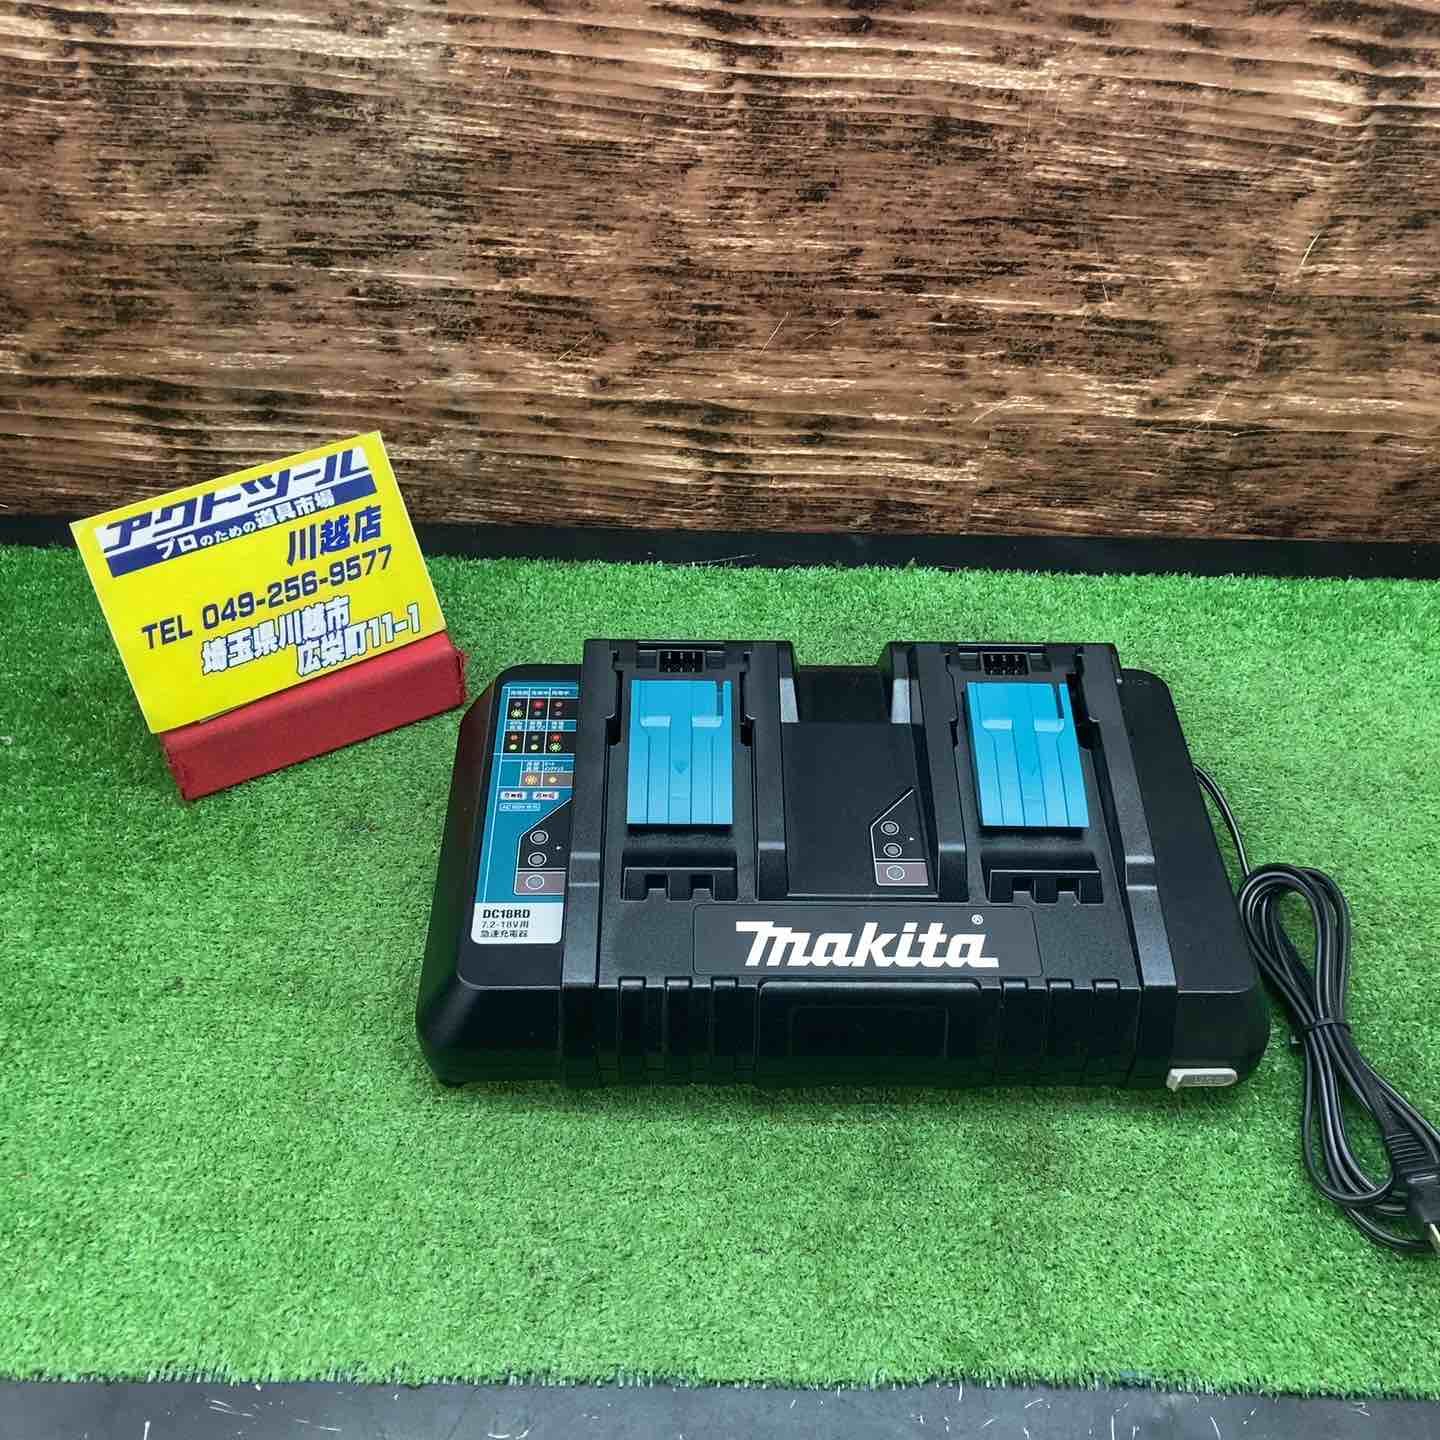 アクトツール
プロのための道具市場
川越店
TEL 049-256-9577
埼玉県川越市
広栄町11-1
DC18RD
7.2-18V用
急速充電器
makita®